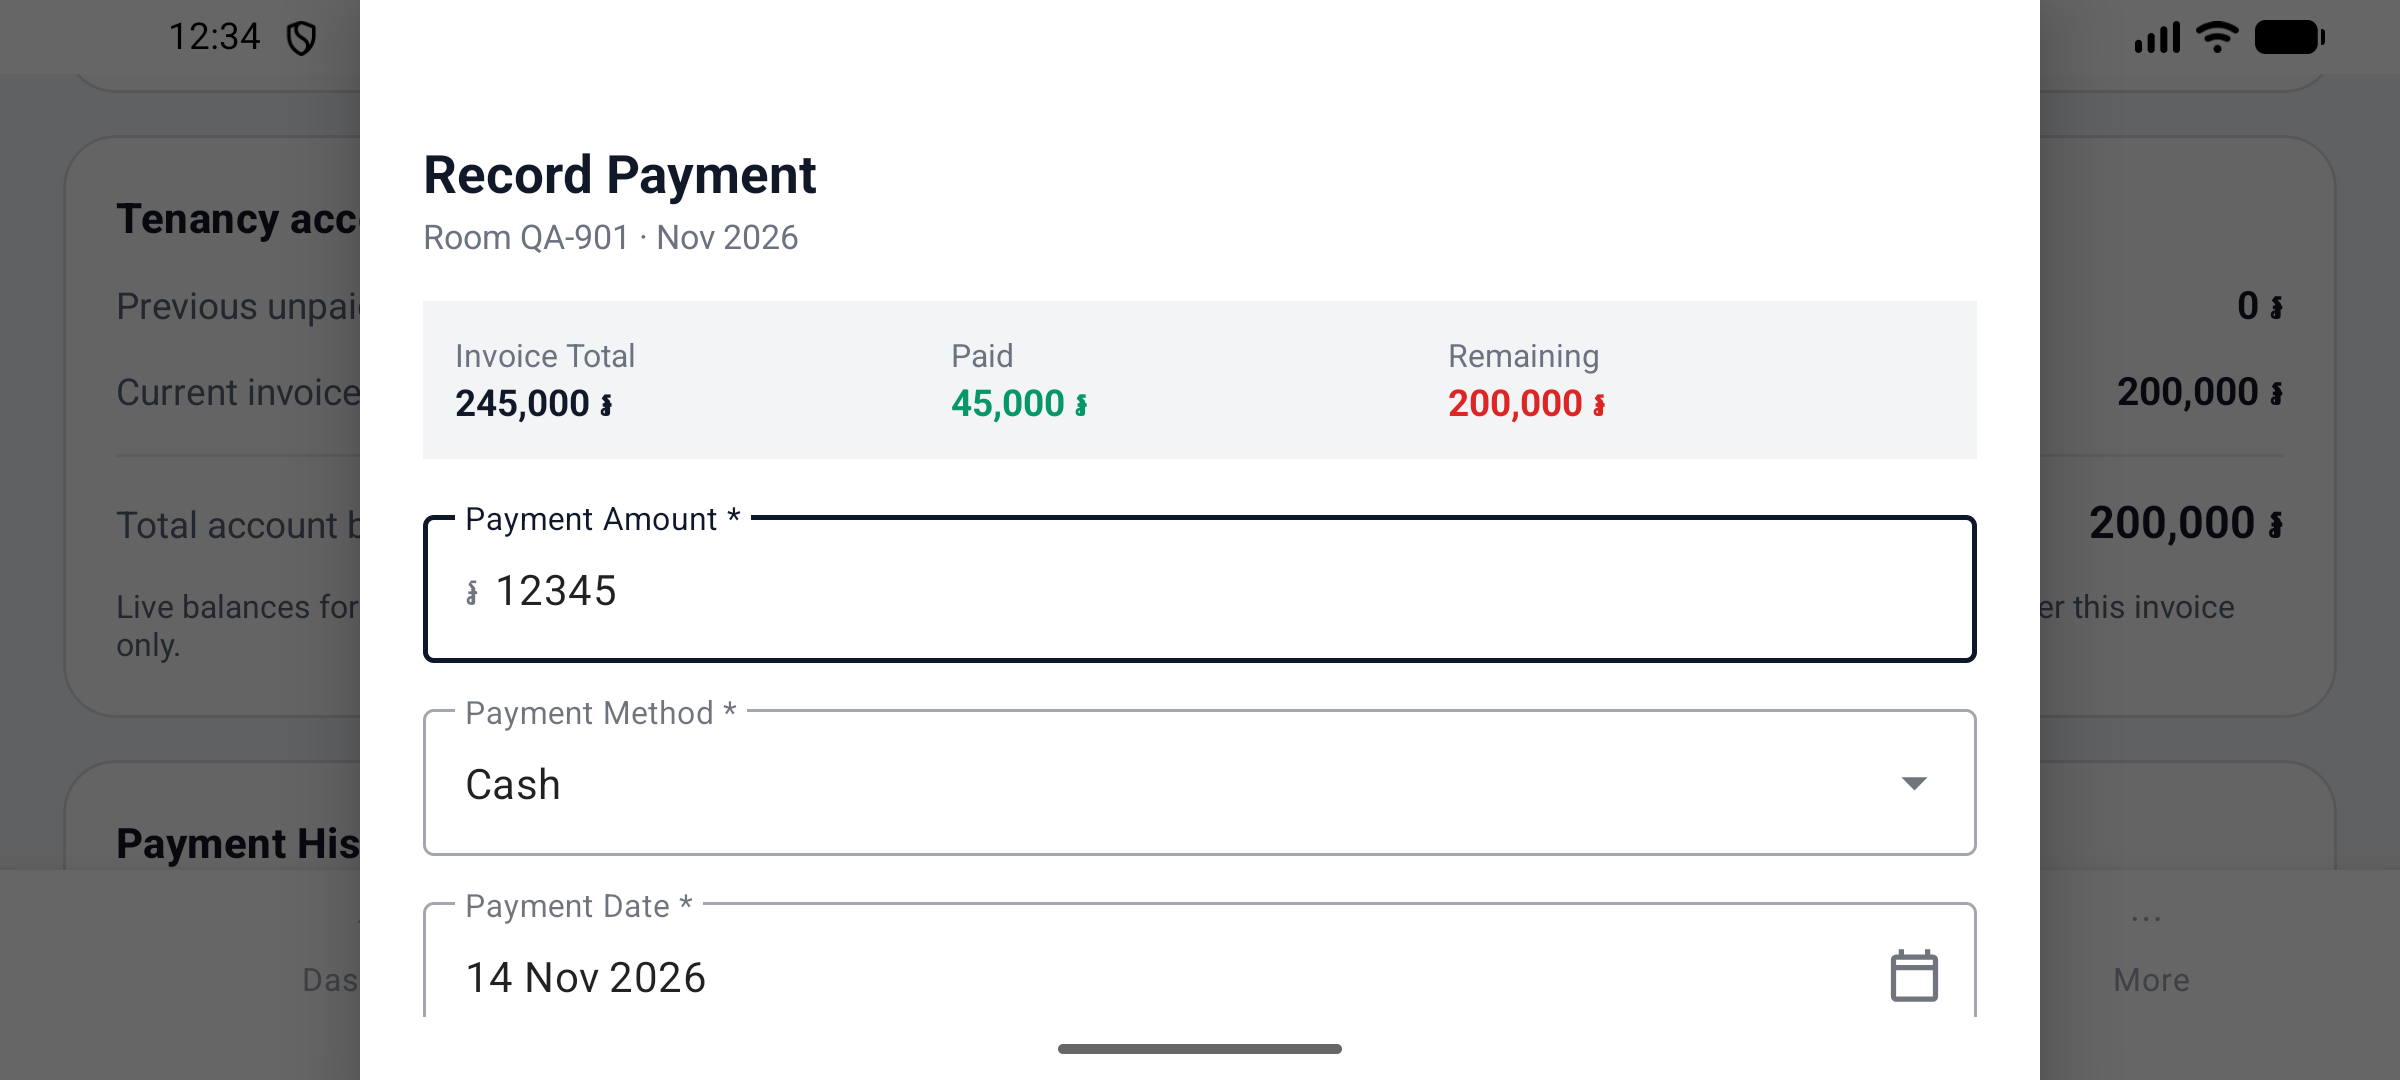 12:34
Tenancy acc
Previous unpai
0 ៛
Current invoice
200,000 ៛
Total account b
200,000 ៛
Live balances for
er this invoice
only.
Payment His
Das
More
Record Payment
Room QA-901 · Nov 2026
Invoice Total
245,000 ៛
Paid
45,000 ៛
Remaining
200,000 ៛
Payment Amount *
៛ 12345
Payment Method *
Cash
Payment Date *
14 Nov 2026